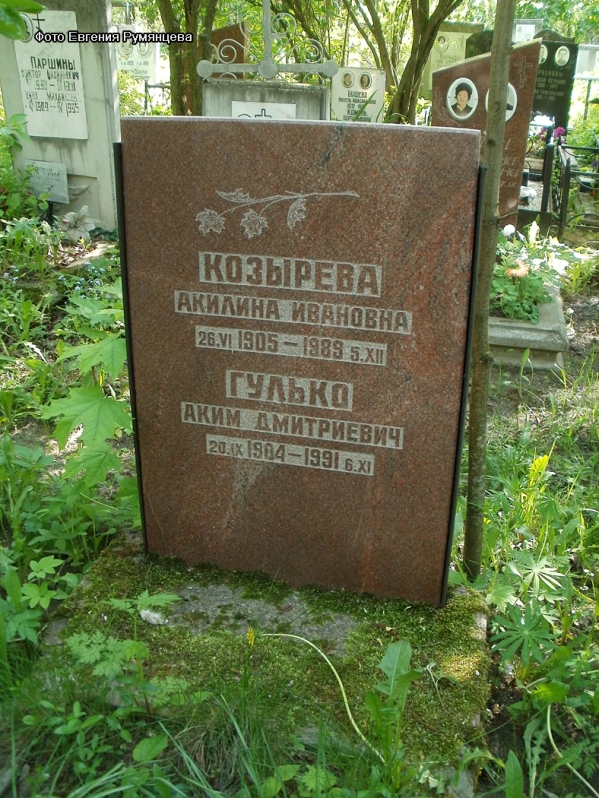 Фото Евгения Румянцева
ПАРШИНЫ
КОЗЫРЕВА
АКИЛИНА ИВАНОВНА
26.VI 1905 — 1989 5.XII
ГУЛЬКО
АКИМ ДМИТРИЕВИЧ
20.IX 1904 — 1991 6.XI